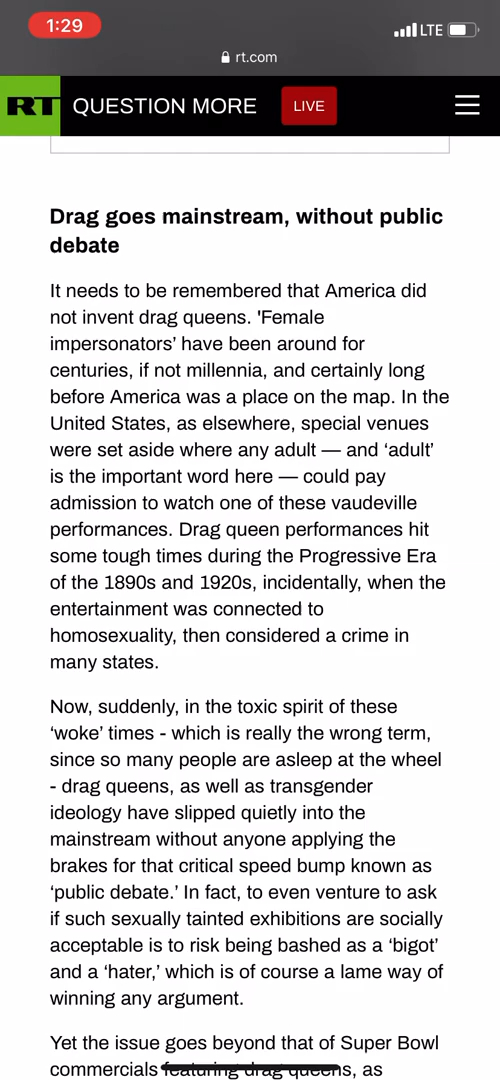 1:29
LTE
rt.com
RT QUESTION MORE LIVE
Drag goes mainstream, without public
debate
It needs to be remembered that America did
not invent drag queens. 'Female
impersonators’ have been around for
centuries, if not millennia, and certainly long
before America was a place on the map. In the
United States, as elsewhere, special venues
were set aside where any adult — and ‘adult’
is the important word here — could pay
admission to watch one of these vaudeville
performances. Drag queen performances hit
some tough times during the Progressive Era
of the 1890s and 1920s, incidentally, when the
entertainment was connected to
homosexuality, then considered a crime in
many states.
Now, suddenly, in the toxic spirit of these
‘woke’ times - which is really the wrong term,
since so many people are asleep at the wheel
- drag queens, as well as transgender
ideology have slipped quietly into the
mainstream without anyone applying the
brakes for that critical speed bump known as
‘public debate.’ In fact, to even venture to ask
if such sexually tainted exhibitions are socially
acceptable is to risk being bashed as a ‘bigot’
and a ‘hater,’ which is of course a lame way of
winning any argument.
Yet the issue goes beyond that of Super Bowl
commercials featuring drag queens, as